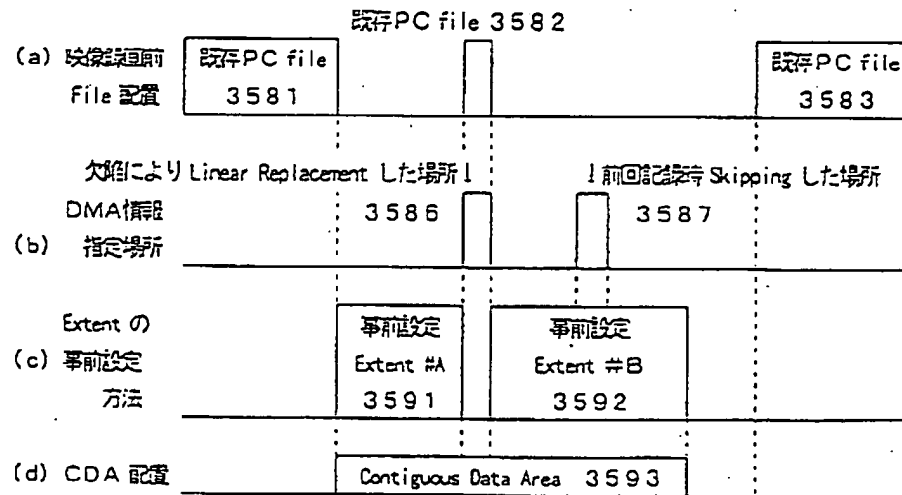 既存PC file 3582
(a) 映像録画前 既存PC file 既存PC file
File 配置 3581 3583
欠陥により Linear Replacement した場所↓ ↓前回記録時 Skipping した場所
DMA情報 3586 3587
(b) 指定場所
Extent の 事前設定 事前設定
(c) 事前設定 Extent #A Extent #B
方法 3591 3592
(d) CDA 配置 Contiguous Data Area 3593